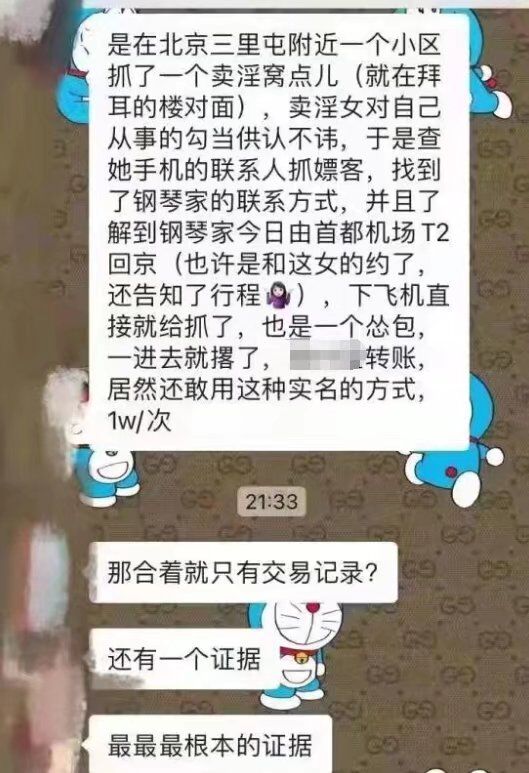 是在北京三里屯附近一个小区
抓了一个卖淫窝点儿（就在拜
耳的楼对面），卖淫女对自己
从事的勾当供认不讳，于是查
她手机的联系人抓嫖客，找到
了钢琴家的联系方式，并且了
解到钢琴家今日由首都机场 T2
回京（也许是和这女的约了，
还告知了行程🤷🏻‍♀️），下飞机直
接就给抓了，也是一个怂包，
一进去就撂了，转账，
居然还敢用这种实名的方式，
1w/次
21:33
那合着就只有交易记录？
还有一个证据
最最最根本的证据